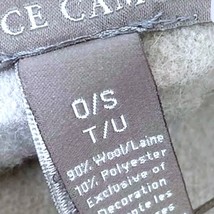 CE CAM
O/S
T/U
90% Wool/Laine
10% Polyester
Exclusive of
Decoration